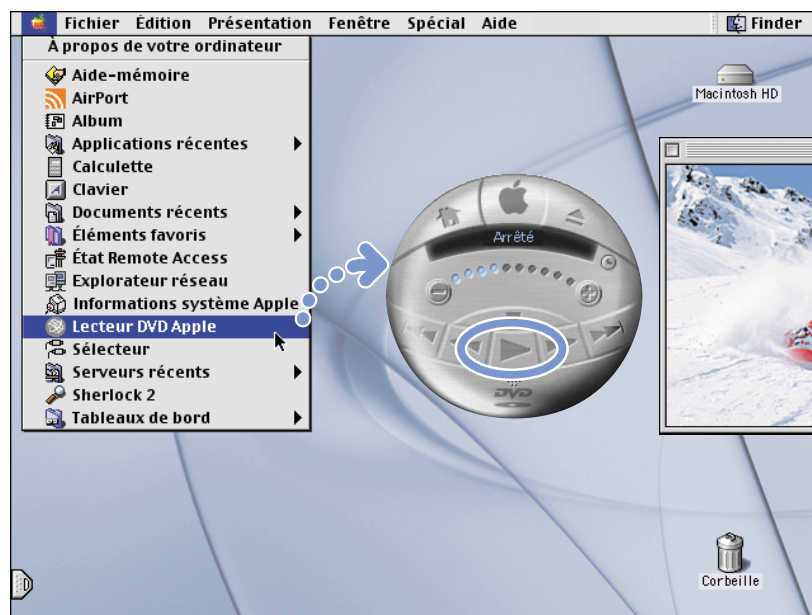 Fichier Édition Présentation Fenêtre Spécial Aide Finder
À propos de votre ordinateur
Aide-mémoire
AirPort
Album
Applications récentes
Calculette
Clavier
Documents récents
Éléments favoris
État Remote Access
Explorateur réseau
Informations système Apple
Lecteur DVD Apple
Sélecteur
Serveurs récents
Sherlock 2
Tableaux de bord
Arrêté
DVD
Macintosh HD
Corbeille